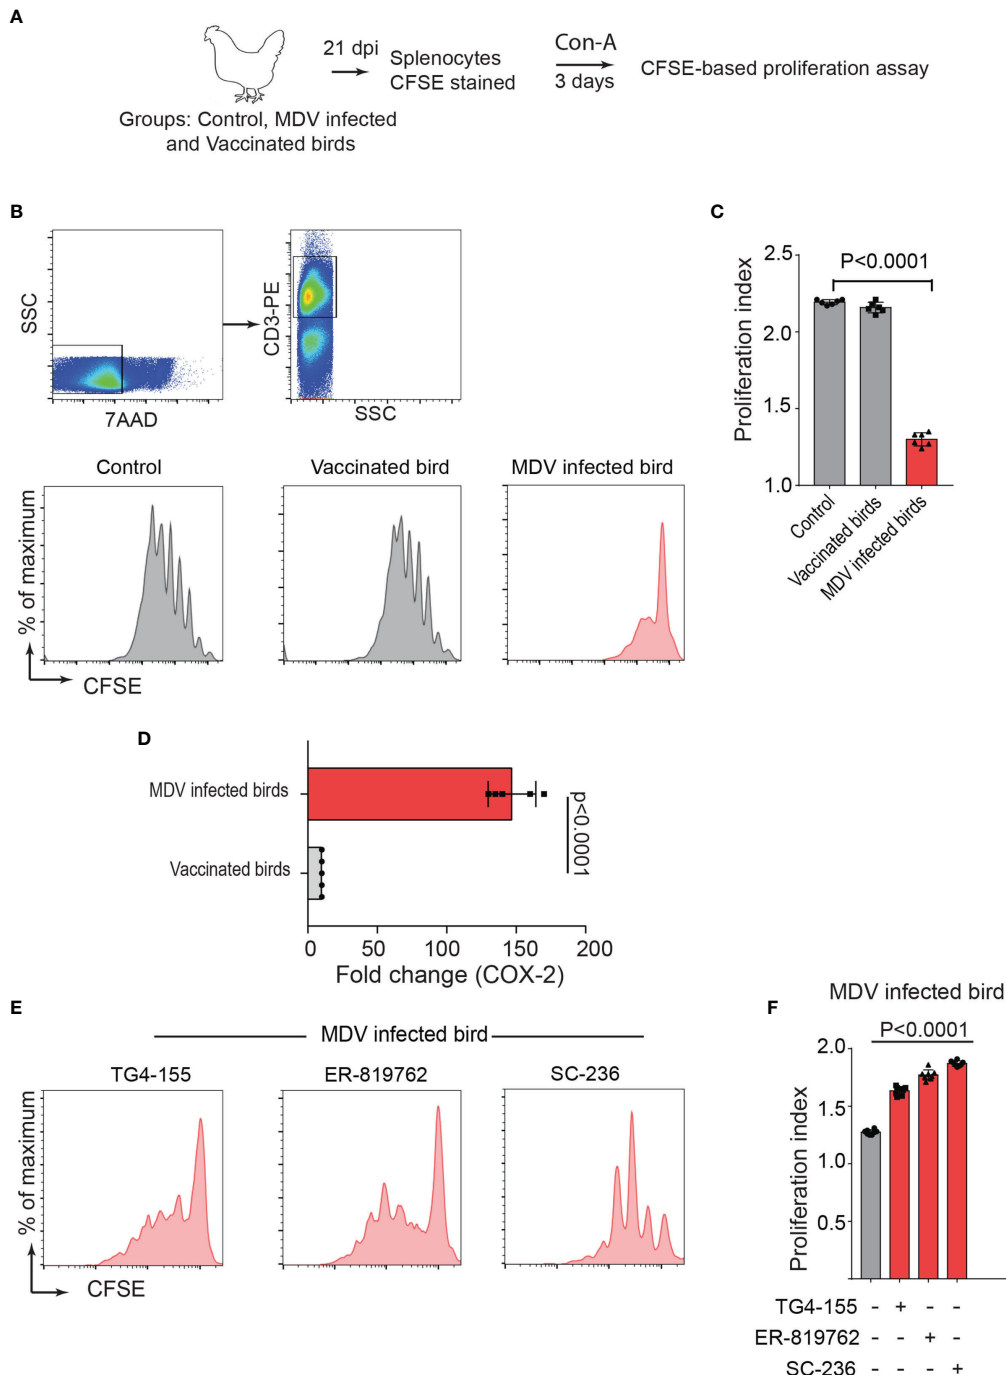 A
21 dpi
Splenocytes
CFSE stained
Con-A
3 days
CFSE-based proliferation assay
Groups: Control, MDV infected
and Vaccinated birds
B
SSC
7AAD
CD3-PE
SSC
Control
Vaccinated bird
MDV infected bird
% of maximum
CFSE
C
P<0.0001
Proliferation index
2.5
2.0
1.5
1.0
Control
Vaccinated birds
MDV infected birds
D
MDV infected birds
Vaccinated birds
p<0.0001
0 50 100 150 200
Fold change (COX-2)
E
MDV infected bird
TG4-155
ER-819762
SC-236
% of maximum
CFSE
F
MDV infected bird
P<0.0001
Proliferation index
2.0
1.5
1.0
0.5
TG4-155 - + - -
ER-819762 - - + -
SC-236 - - - +